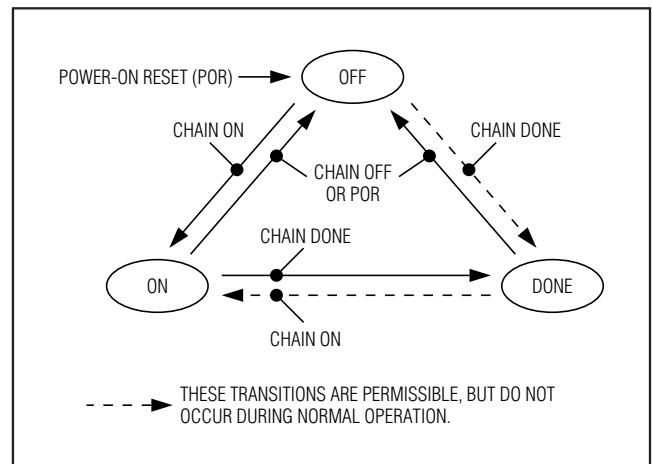 POWER-ON RESET (POR)
OFF
CHAIN ON
CHAIN DONE
CHAIN OFF
OR POR
CHAIN DONE
ON
DONE
CHAIN ON
THESE TRANSITIONS ARE PERMISSIBLE, BUT DO NOT
OCCUR DURING NORMAL OPERATION.